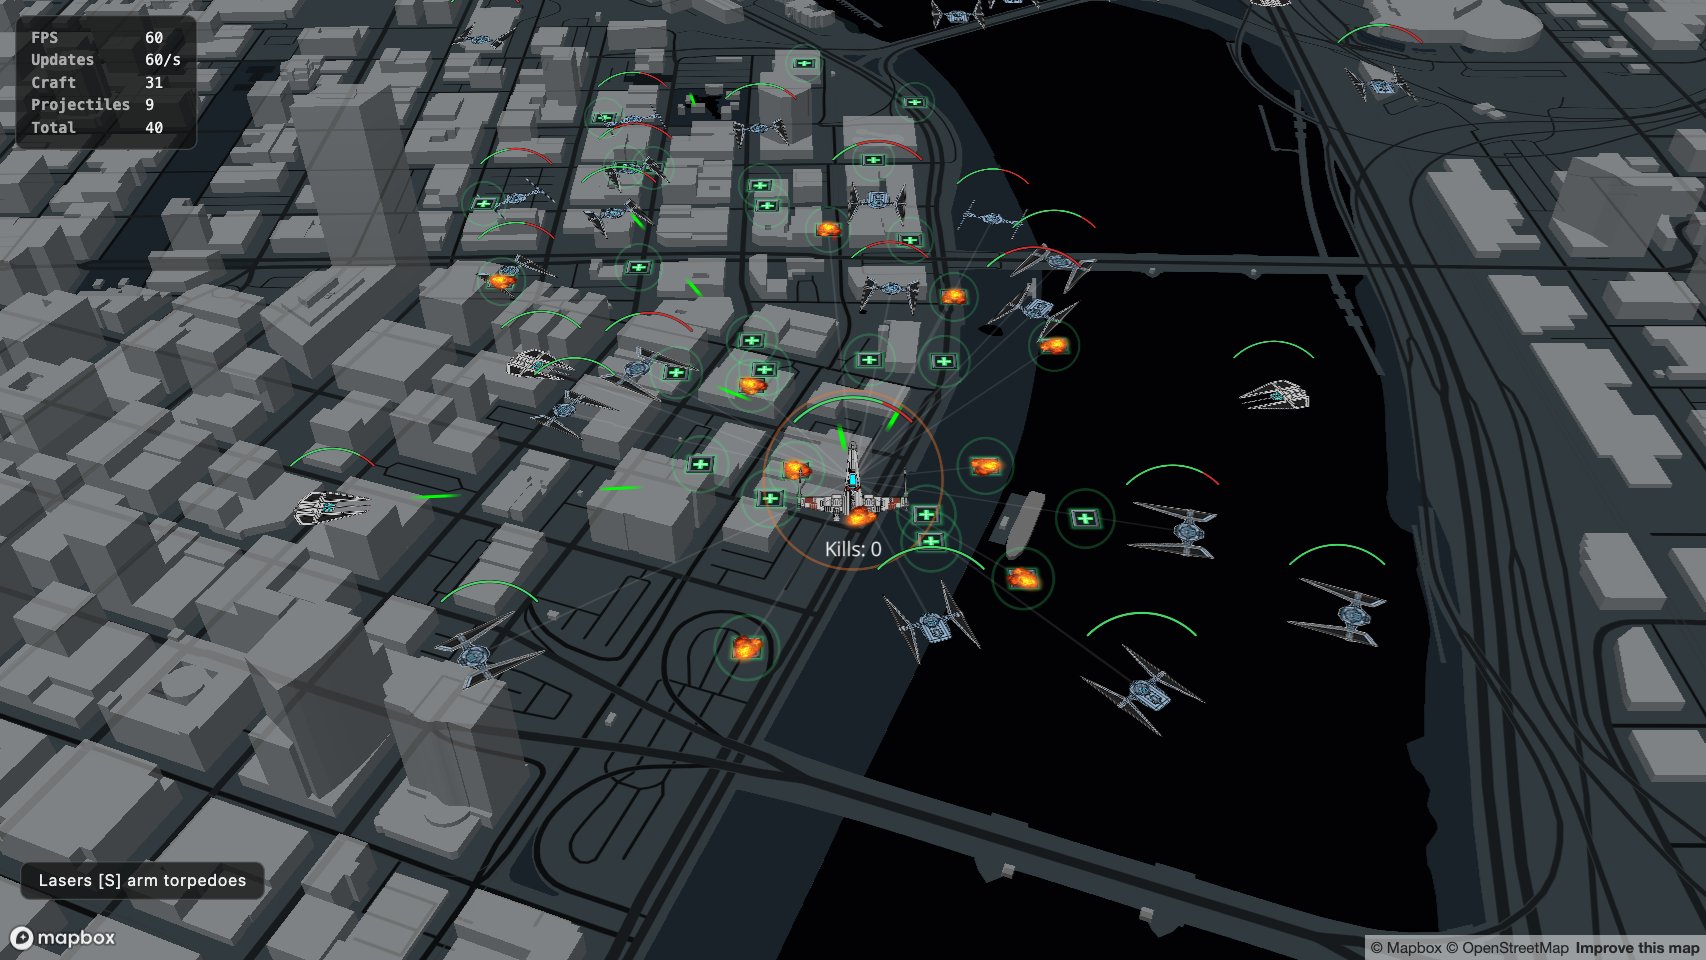 FPS 60
Updates 60/s
Craft 31
Projectiles 9
Total 40
Kills: 0
Lasers [S] arm torpedoes
mapbox
© Mapbox © OpenStreetMap Improve this map